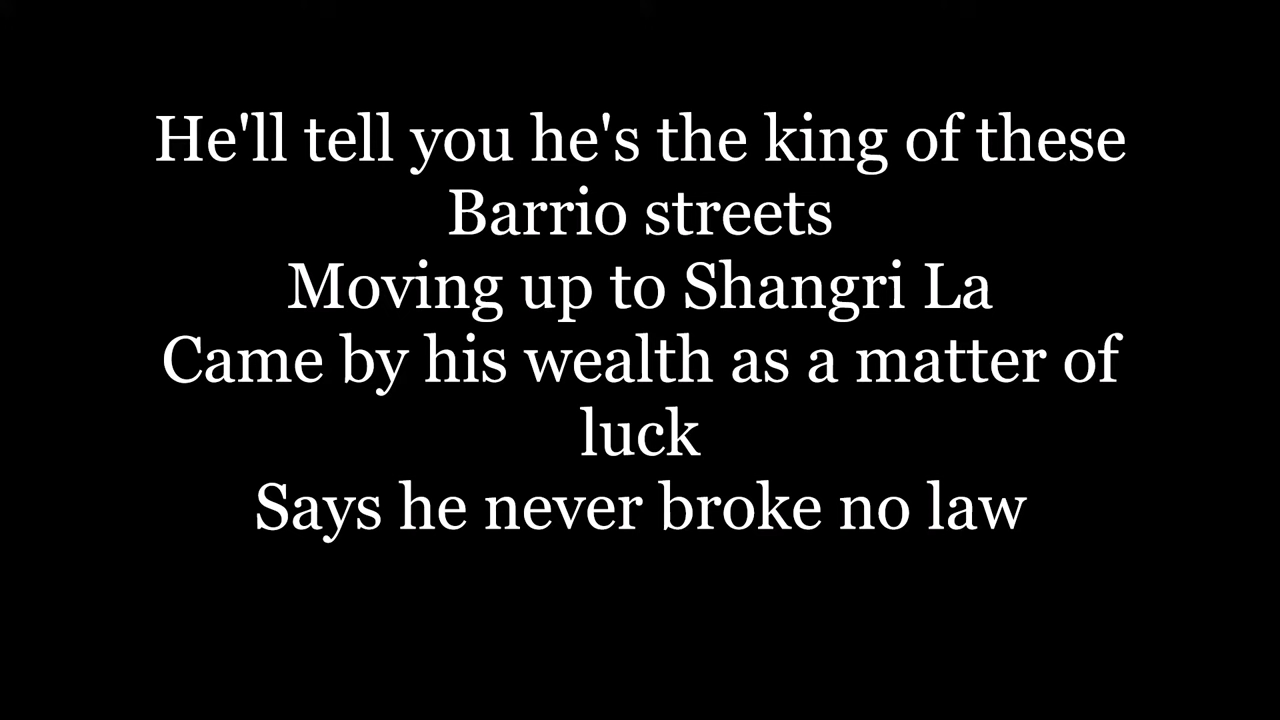 He'll tell you he's the king of these
Barrio streets
Moving up to Shangri La
Came by his wealth as a matter of
luck
Says he never broke no law